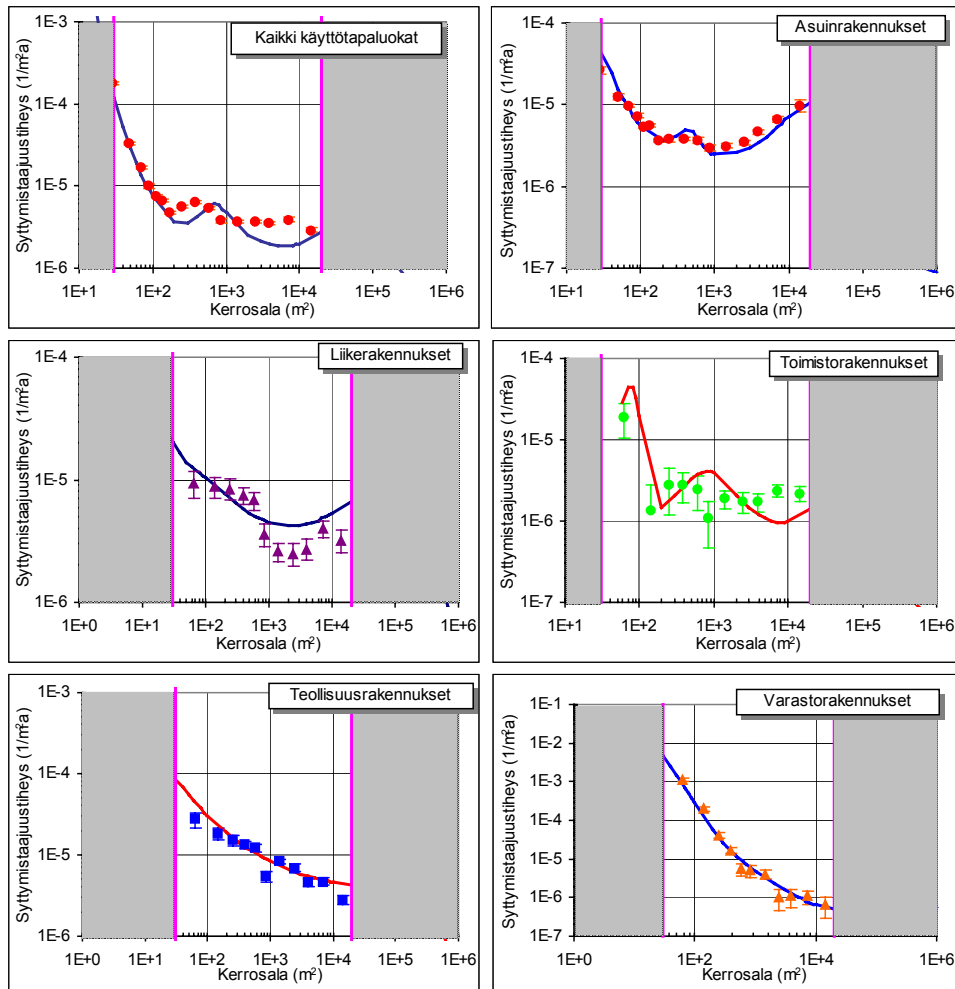 Kaikki käyttötapaluokat
Syttymistaajuustiheys (1/m²a)
1E-3
1E-4
1E-5
1E-6
1E+1 1E+2 1E+3 1E+4 1E+5 1E+6
Kerrosala (m²)
Asuinrakennukset
Syttymistaajuustiheys (1/m²a)
1E-4
1E-5
1E-6
1E-7
1E+1 1E+2 1E+3 1E+4 1E+5 1E+6
Kerrosala (m²)
Liikerakennukset
Syttymistaajuustiheys (1/m²a)
1E-4
1E-5
1E-6
1E+0 1E+1 1E+2 1E+3 1E+4 1E+5 1E+6
Kerrosala (m²)
Toimistorakennukset
Syttymistaajuustiheys (1/m²a)
1E-4
1E-5
1E-6
1E-7
1E+1 1E+2 1E+3 1E+4 1E+5 1E+6
Kerrosala (m²)
Teollisuusrakennukset
Syttymistaajuustiheys (1/m²a)
1E-3
1E-4
1E-5
1E-6
1E+0 1E+1 1E+2 1E+3 1E+4 1E+5 1E+6
Kerrosala (m²)
Varastorakennukset
Syttymistaajuustiheys (1/m²a)
1E-1
1E-2
1E-3
1E-4
1E-5
1E-6
1E-7
1E+0 1E+2 1E+4 1E+6
Kerrosala (m²)